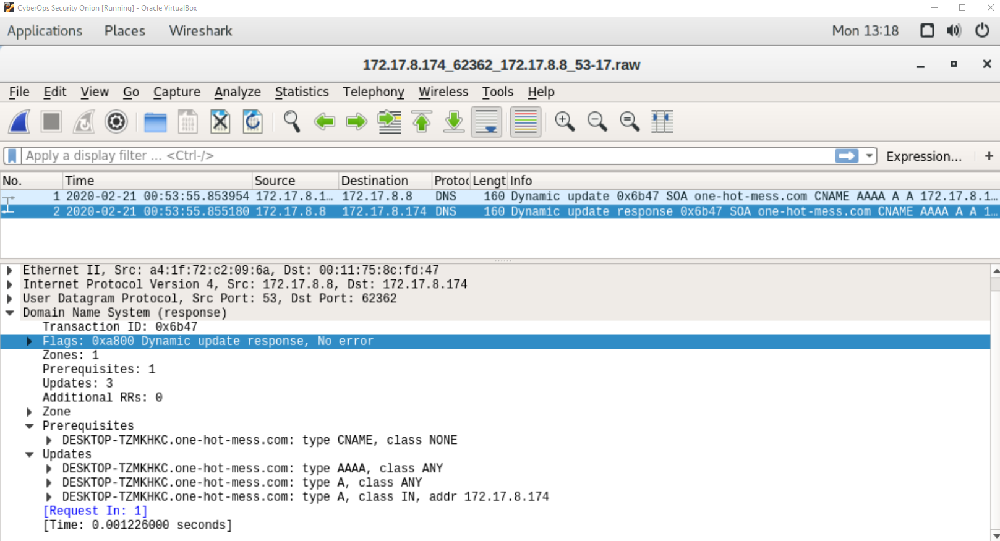 CyberOps Security Onion [Running] - Oracle VirtualBox
Applications Places Wireshark Mon 13:18
172.17.8.174_62362_172.17.8.8_53-17.raw
File Edit View Go Capture Analyze Statistics Telephony Wireless Tools Help
Apply a display filter ... <Ctrl-/> Expression... +
No. Time Source Destination Protoc Lengt Info
1 2020-02-21 00:53:55.853954 172.17.8.1... 172.17.8.8 DNS 160 Dynamic update 0x6b47 SOA one-hot-mess.com CNAME AAAA A A 172.17.8.1...
2 2020-02-21 00:53:55.855180 172.17.8.8 172.17.8.174 DNS 160 Dynamic update response 0x6b47 SOA one-hot-mess.com CNAME AAAA A A 1...
Ethernet II, Src: a4:1f:72:c2:09:6a, Dst: 00:11:75:8c:fd:47
Internet Protocol Version 4, Src: 172.17.8.8, Dst: 172.17.8.174
User Datagram Protocol, Src Port: 53, Dst Port: 62362
Domain Name System (response)
Transaction ID: 0x6b47
Flags: 0xa800 Dynamic update response, No error
Zones: 1
Prerequisites: 1
Updates: 3
Additional RRs: 0
Zone
Prerequisites
DESKTOP-TZMKHKC.one-hot-mess.com: type CNAME, class NONE
Updates
DESKTOP-TZMKHKC.one-hot-mess.com: type AAAA, class ANY
DESKTOP-TZMKHKC.one-hot-mess.com: type A, class ANY
DESKTOP-TZMKHKC.one-hot-mess.com: type A, class IN, addr 172.17.8.174
[Request In: 1]
[Time: 0.001226000 seconds]